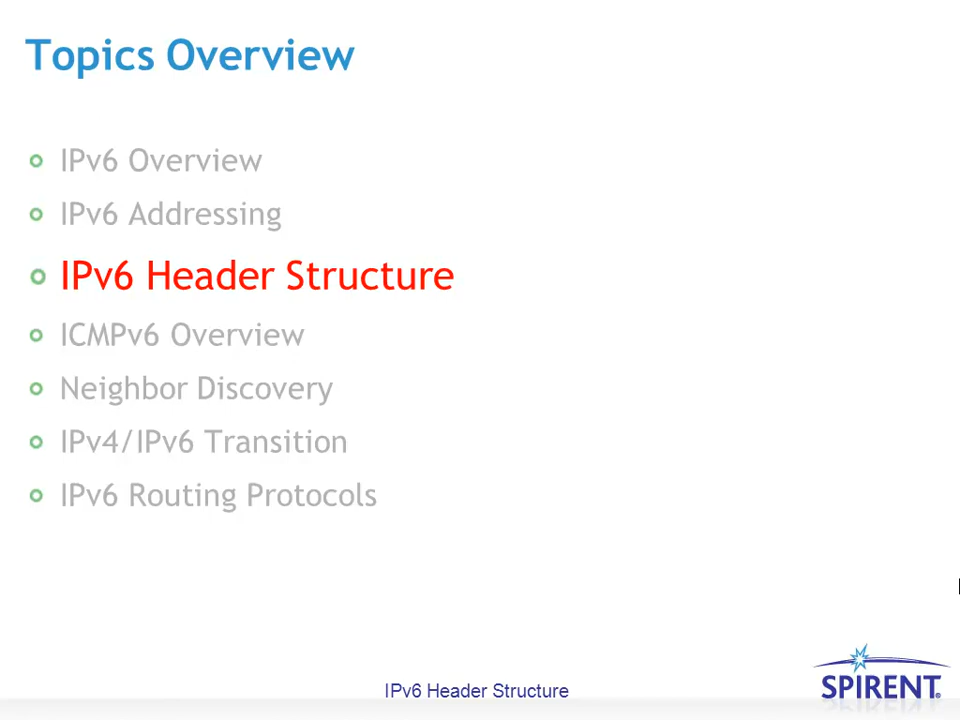 Topics Overview
IPv6 Overview
IPv6 Addressing
IPv6 Header Structure
ICMPv6 Overview
Neighbor Discovery
IPv4/IPv6 Transition
IPv6 Routing Protocols
IPv6 Header Structure
SPIRENT®